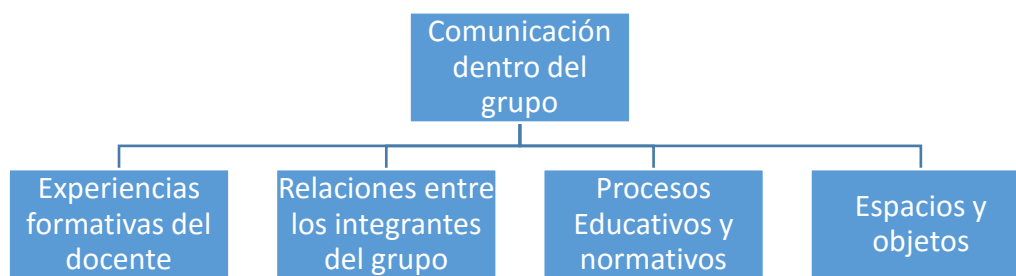 Comunicación
dentro del
grupo
Experiencias
formativas del
docente
Relaciones entre
los integrantes
del grupo
Procesos
Educativos y
normativos
Espacios y
objetos